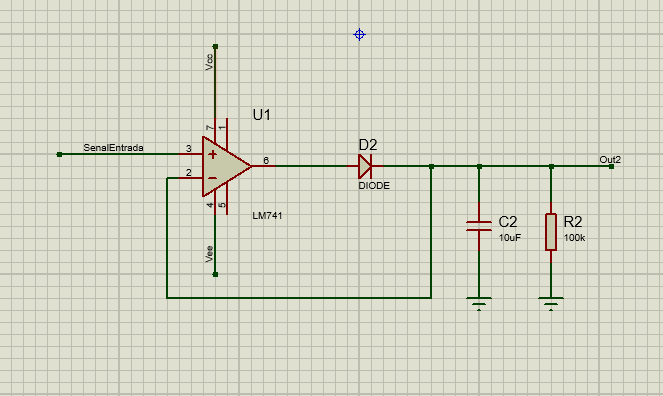 Vcc
U1
7
1
SenalEntrada
3
2
6
4
5
LM741
Vee
D2
DIODE
Out2
C2
10uF
R2
100k